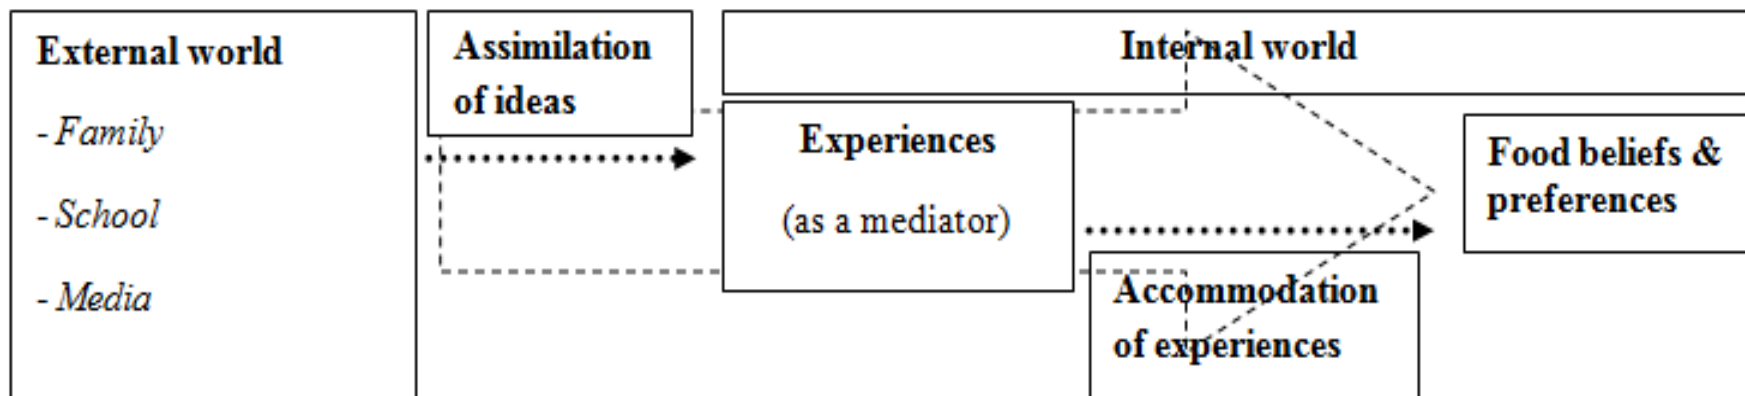 External world
- Family
- School
- Media
Assimilation
of ideas
Internal world
Experiences
(as a mediator)
Accommodation
of experiences
Food beliefs &
preferences